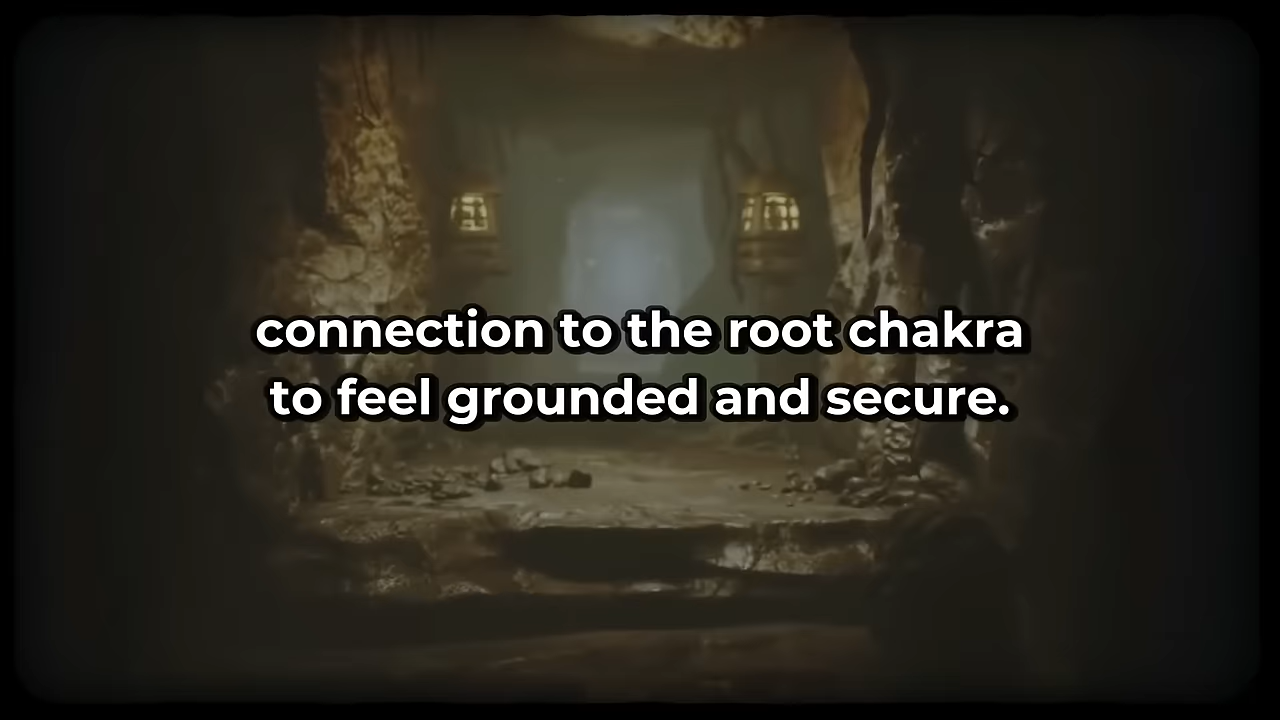 connection to the root chakra
to feel grounded and secure.